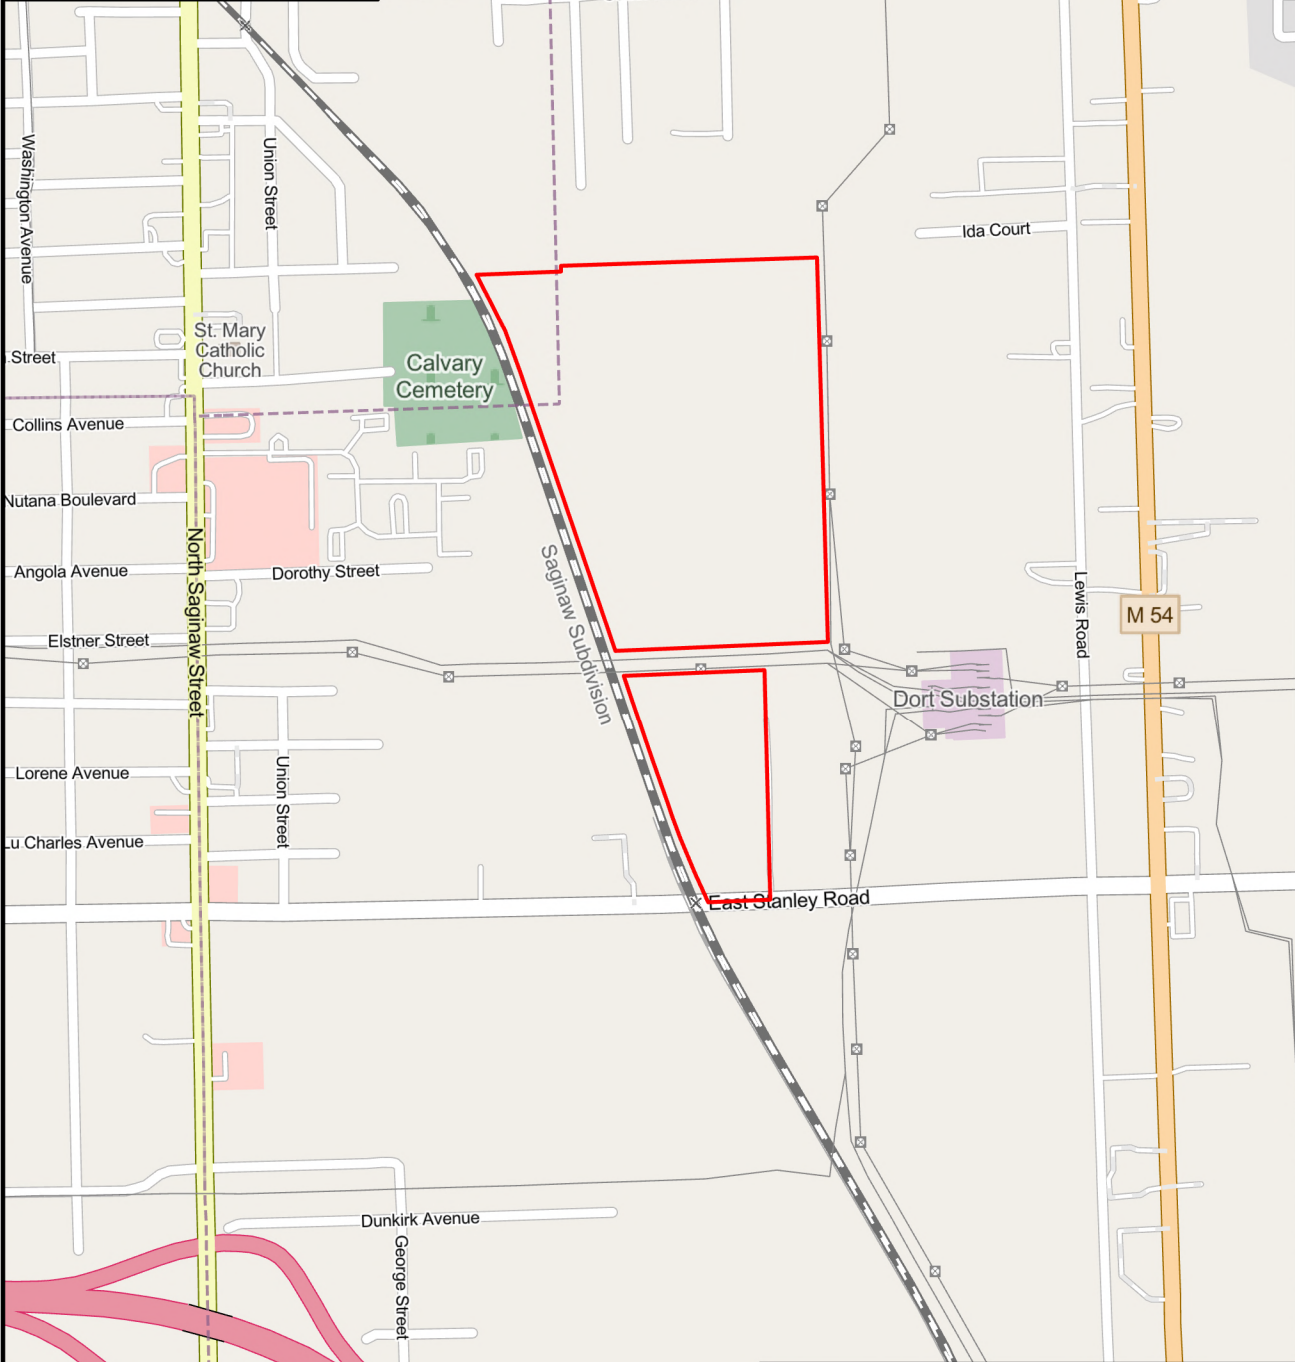 Washington Avenue
Union Street
Ida Court
St. Mary
Catholic
Church
Street
Calvary
Cemetery
Collins Avenue
Nutana Boulevard
North Saginaw Street
Angola Avenue
Dorothy Street
Saginaw Subdivision
Lewis Road
M 54
Elstner Street
Dort Substation
Lorene Avenue
Union Street
Lu Charles Avenue
East Stanley Road
Dunkirk Avenue
George Street